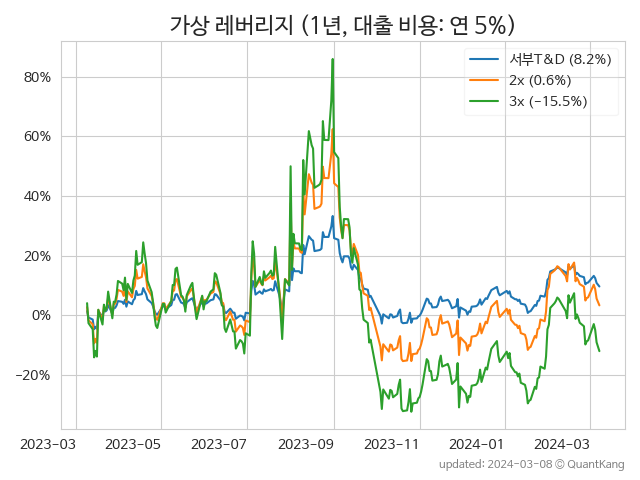 가상 레버리지 (1년, 대출 비용: 연 5%)
서부T&D (8.2%)
2x (0.6%)
3x (−15.5%)
80%
60%
40%
20%
0%
−20%
2023-03 2023-05 2023-07 2023-09 2023-11 2024-01 2024-03
updated: 2024-03-08 © QuantKang